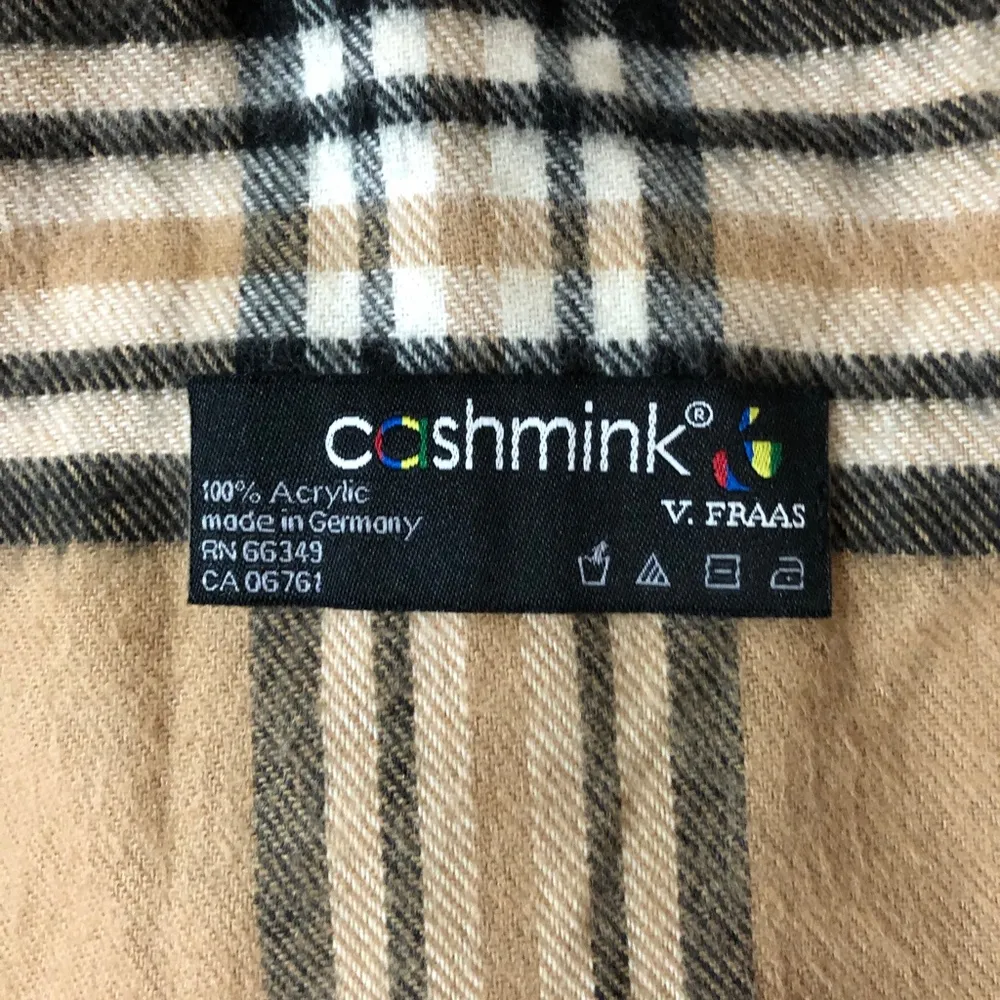 cashmink®
V. FRAAS
100% Acrylic
made in Germany
RN 66349
CA 06761